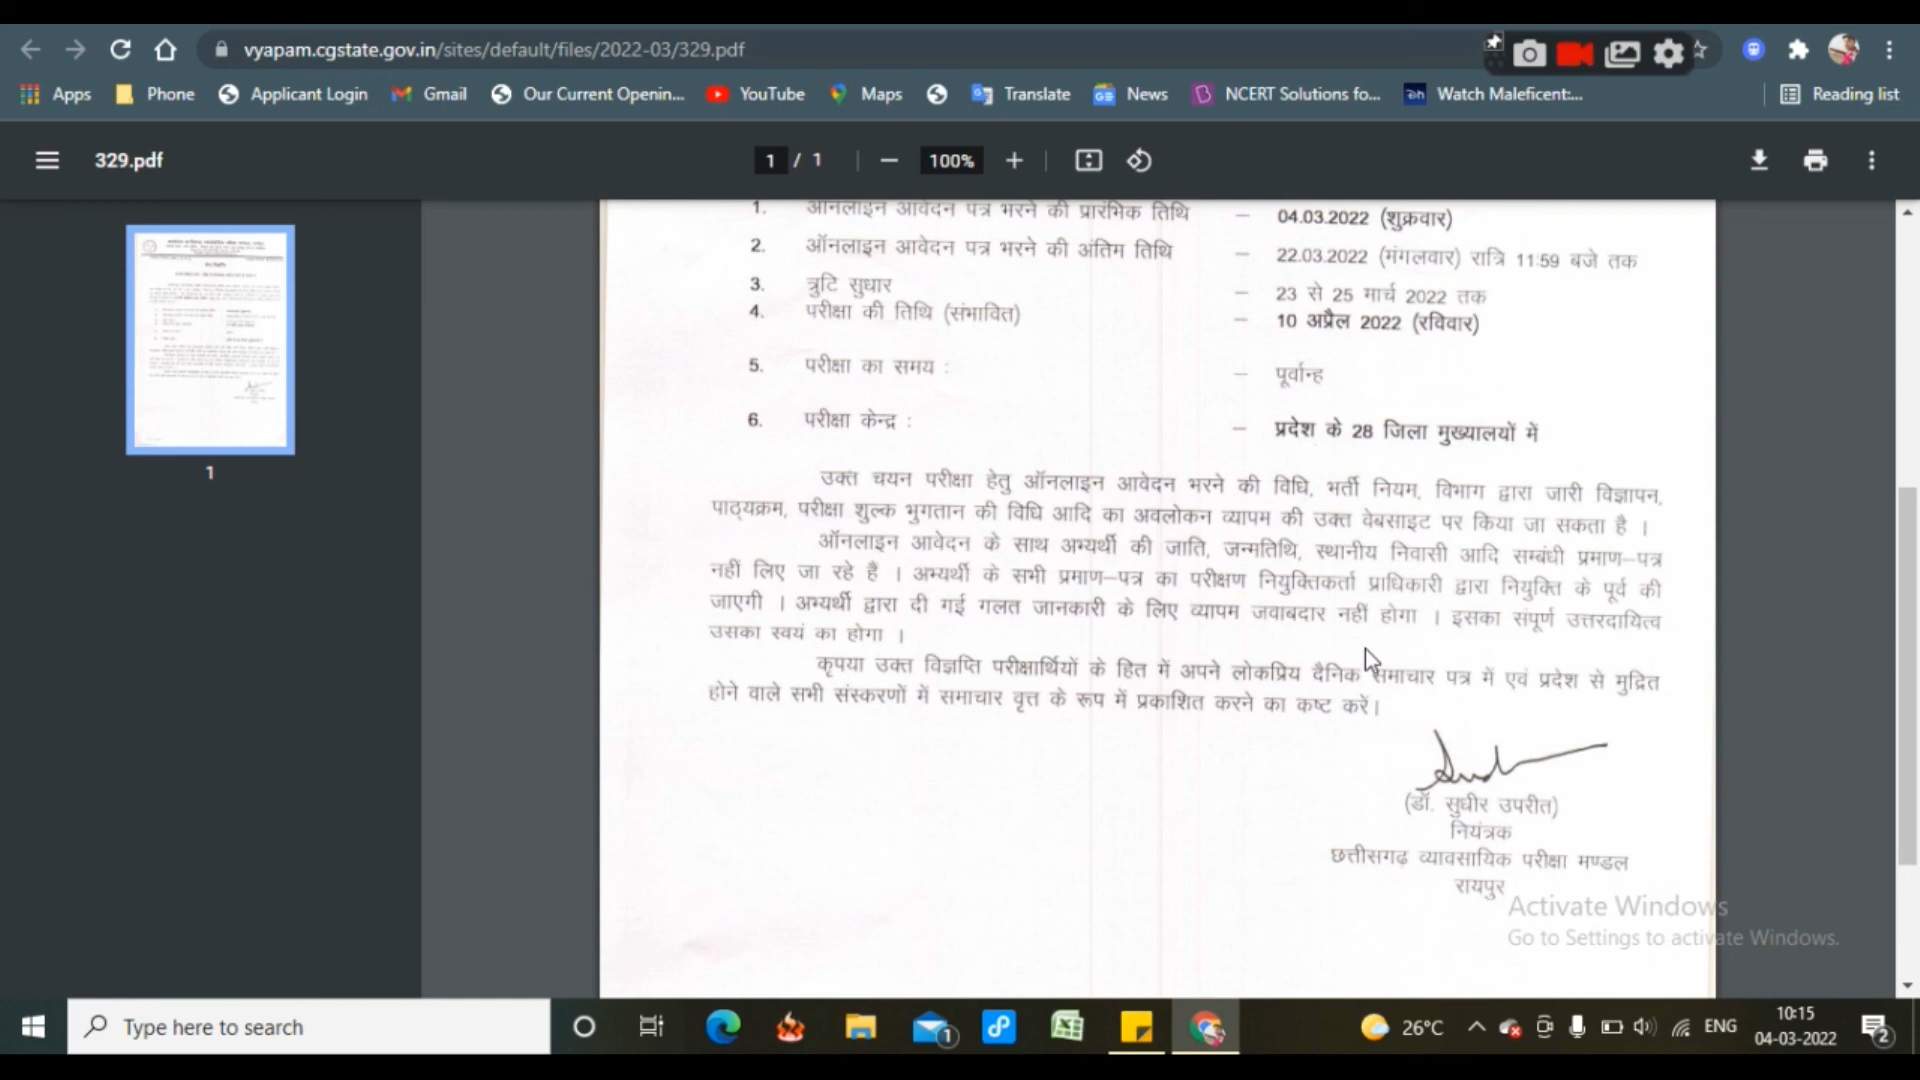 vyapam.cgstate.gov.in/sites/default/files/2022-03/329.pdf
Apps Phone Applicant Login Gmail Our Current Openin... YouTube Maps Translate News NCERT Solutions fo... Watch Maleficent:... Reading list
329.pdf 1 / 1 100%
1. ऑनलाइन आवेदन पत्र भरने की प्रारंभिक तिथि – 04.03.2022 (शुक्रवार)
2. ऑनलाइन आवेदन पत्र भरने की अंतिम तिथि – 22.03.2022 (मंगलवार) रात्रि 11:59 बजे तक
3. त्रुटि सुधार – 23 से 25 मार्च 2022 तक
4. परीक्षा की तिथि (संभावित) – 10 अप्रैल 2022 (रविवार)
5. परीक्षा का समय : – पूर्वान्ह
6. परीक्षा केन्द्र : – प्रदेश के 28 जिला मुख्यालयों में
उक्त चयन परीक्षा हेतु ऑनलाइन आवेदन भरने की विधि, भर्ती नियम, विभाग द्वारा जारी विज्ञापन,
पाठ्यक्रम, परीक्षा शुल्क भुगतान की विधि आदि का अवलोकन व्यापम की उक्त वेबसाइट पर किया जा सकता है ।
ऑनलाइन आवेदन के साथ अभ्यर्थी की जाति, जन्मतिथि, स्थानीय निवासी आदि सम्बंधी प्रमाण–पत्र
नहीं लिए जा रहे हैं । अभ्यर्थी के सभी प्रमाण–पत्र का परीक्षण नियुक्तिकर्ता प्राधिकारी द्वारा नियुक्ति के पूर्व की
जाएगी । अभ्यर्थी द्वारा दी गई गलत जानकारी के लिए व्यापम जवाबदार नहीं होगा । इसका संपूर्ण उत्तरदायित्व
उसका स्वयं का होगा ।
कृपया उक्त विज्ञप्ति परीक्षार्थियों के हित में अपने लोकप्रिय दैनिक समाचार पत्र में एवं प्रदेश से मुद्रित
होने वाले सभी संस्करणों में समाचार वृत्त के रूप में प्रकाशित करने का कष्ट करें।
(डॉ. सुधीर उपरीत)
नियंत्रक
छत्तीसगढ़ व्यावसायिक परीक्षा मण्डल
रायपुर
1
Activate Windows
Go to Settings to activate Windows.
Type here to search 1 26°C ENG 10:15 2
04-03-2022